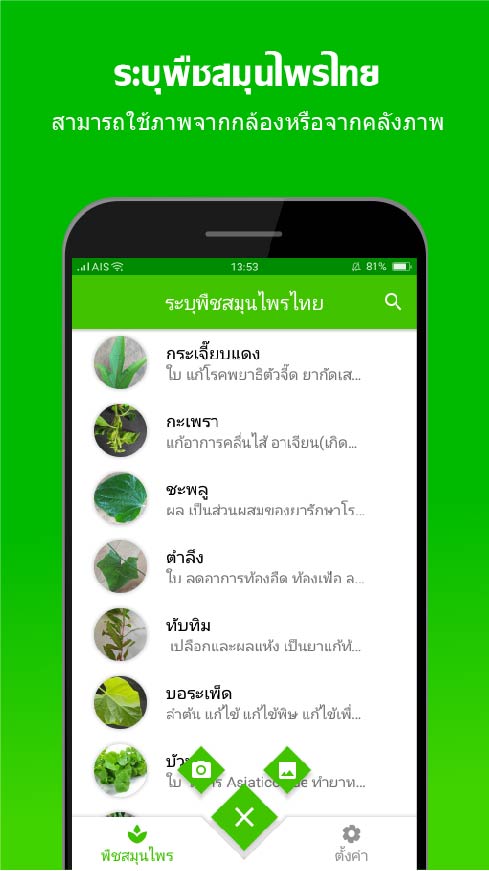 ระบุพืชสมุนไพรไทย
สามารถใช้ภาพจากกล้องหรือจากคลังภาพ
AIS 13:53 81%
ระบุพืชสมุนไพรไทย
กระเจี๊ยบแดง
ใบ แก้โรคพยาธิตัวจี๊ด ยากัดเส...
กะเพรา
แก้อาการคลื่นไส้ อาเจียน(เกิด...
ชะพลู
ผล เป็นส่วนผสมของยารักษาโร...
ตำลึง
ใบ ลดอาการท้องอืด ท้องเฟ้อ ล...
ทับทิม
เปลือกและผลแห้ง เป็นยาแก้ท้...
บอระเพ็ด
ลำต้น แก้ไข้ แก้ไข้พิษ แก้ไขเพื่...
ใบ Asiatico ทำยาท...
พืชสมุนไพร
ตั้งค่า